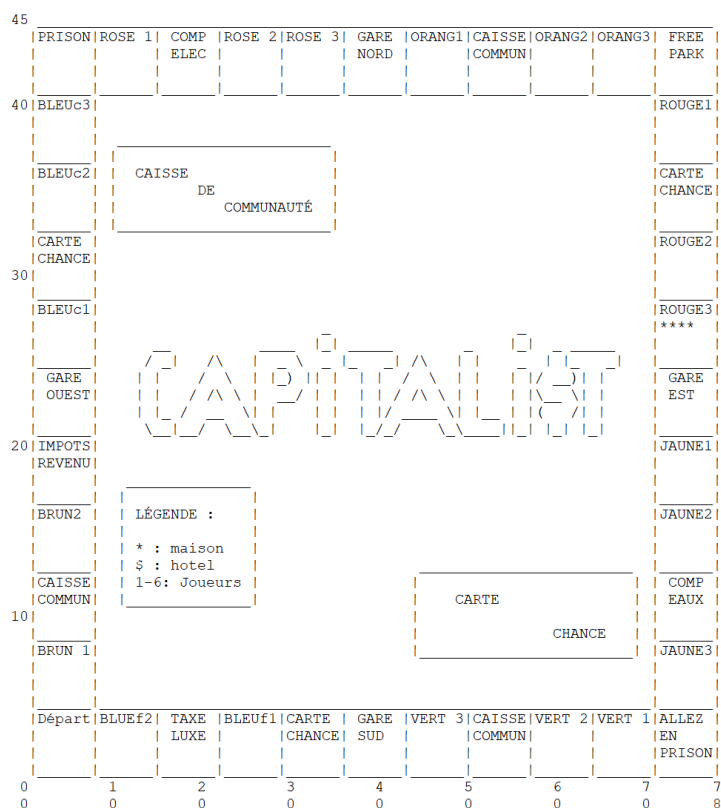 45
PRISON ROSE 1 COMP ROSE 2 ROSE 3 GARE ORANG1 CAISSE ORANG2 ORANG3 FREE
ELEC NORD COMMUN PARK
40 BLEUc3 ROUGE1
BLEUc2 CAISSE CARTE
DE CHANCE
COMMUNAUTÉ
CARTE ROUGE2
CHANCE
30
BLEUc1 ROUGE3
****
CAPiTALiST
GARE GARE
OUEST EST
20 IMPOTS JAUNE1
REVENU
BRUN2 LÉGENDE : JAUNE2
* : maison
$ : hotel
CAISSE 1-6: Joueurs COMP
COMMUN CARTE EAUX
10
CHANCE
BRUN 1 JAUNE3
Départ BLUEf2 TAXE BLEUf1 CARTE GARE VERT 3 CAISSE VERT 2 VERT 1 ALLEZ
LUXE CHANCE SUD COMMUN EN
PRISON
0 1 2 3 4 5 6 7 7
0 0 0 0 0 0 0 8